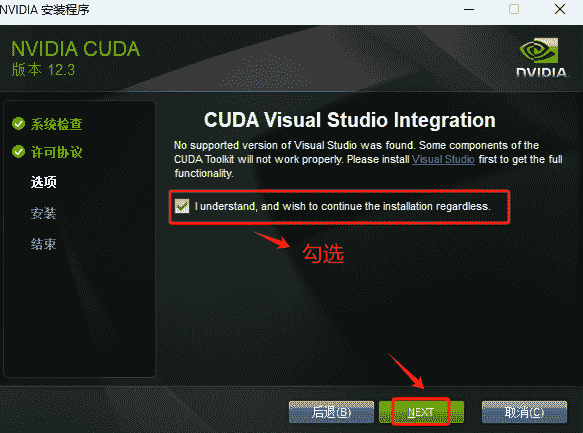 NVIDIA 安装程序
NVIDIA CUDA
版本 12.3
NVIDIA
系统检查
许可协议
选项
安装
结束
CUDA Visual Studio Integration
No supported version of Visual Studio was found. Some components of the
CUDA Toolkit will not work properly. Please install Visual Studio first to get the full
functionality.
I understand, and wish to continue the installation regardless.
勾选
后退(B) NEXT 取消(C)